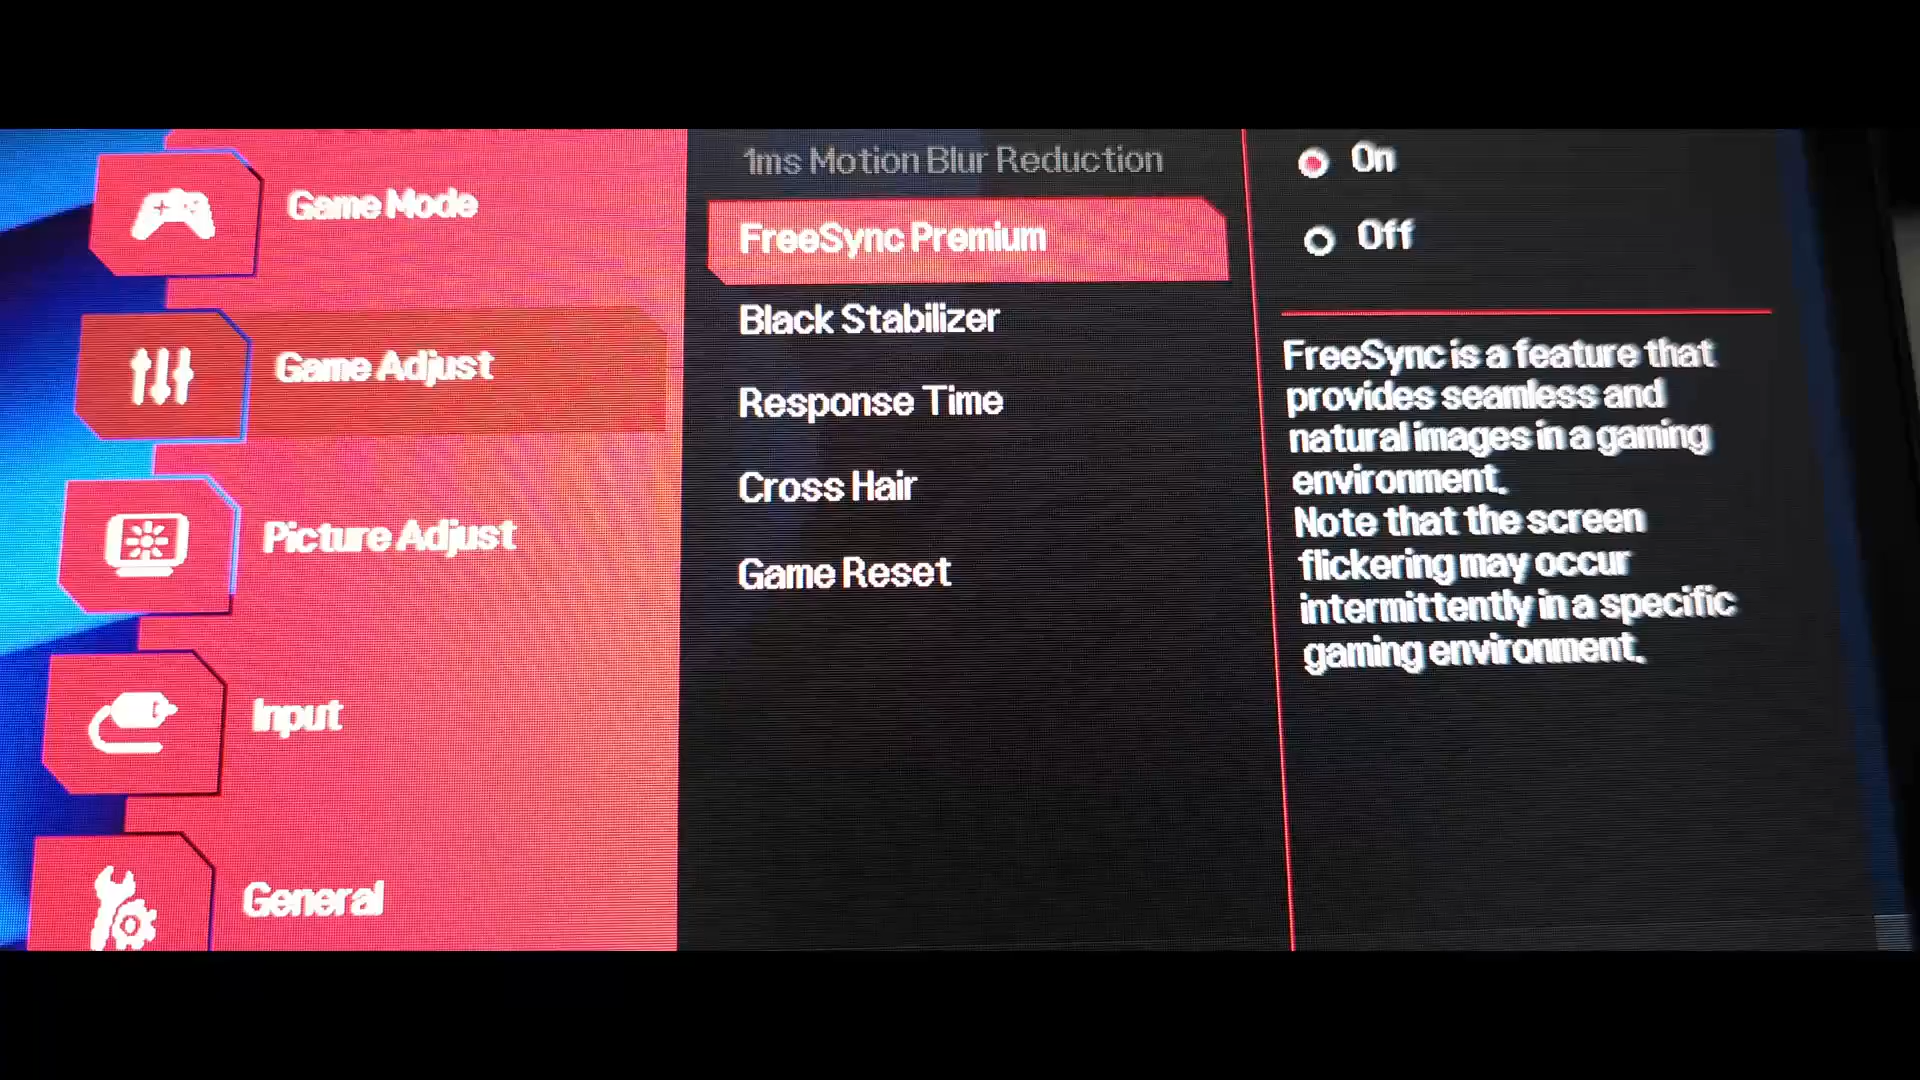 Game Mode
Game Adjust
Picture Adjust
Input
General
1ms Motion Blur Reduction
FreeSync Premium
Black Stabilizer
Response Time
Cross Hair
Game Reset
On
Off
FreeSync is a feature that
provides seamless and
natural images in a gaming
environment.
Note that the screen
flickering may occur
intermittently in a specific
gaming environment.